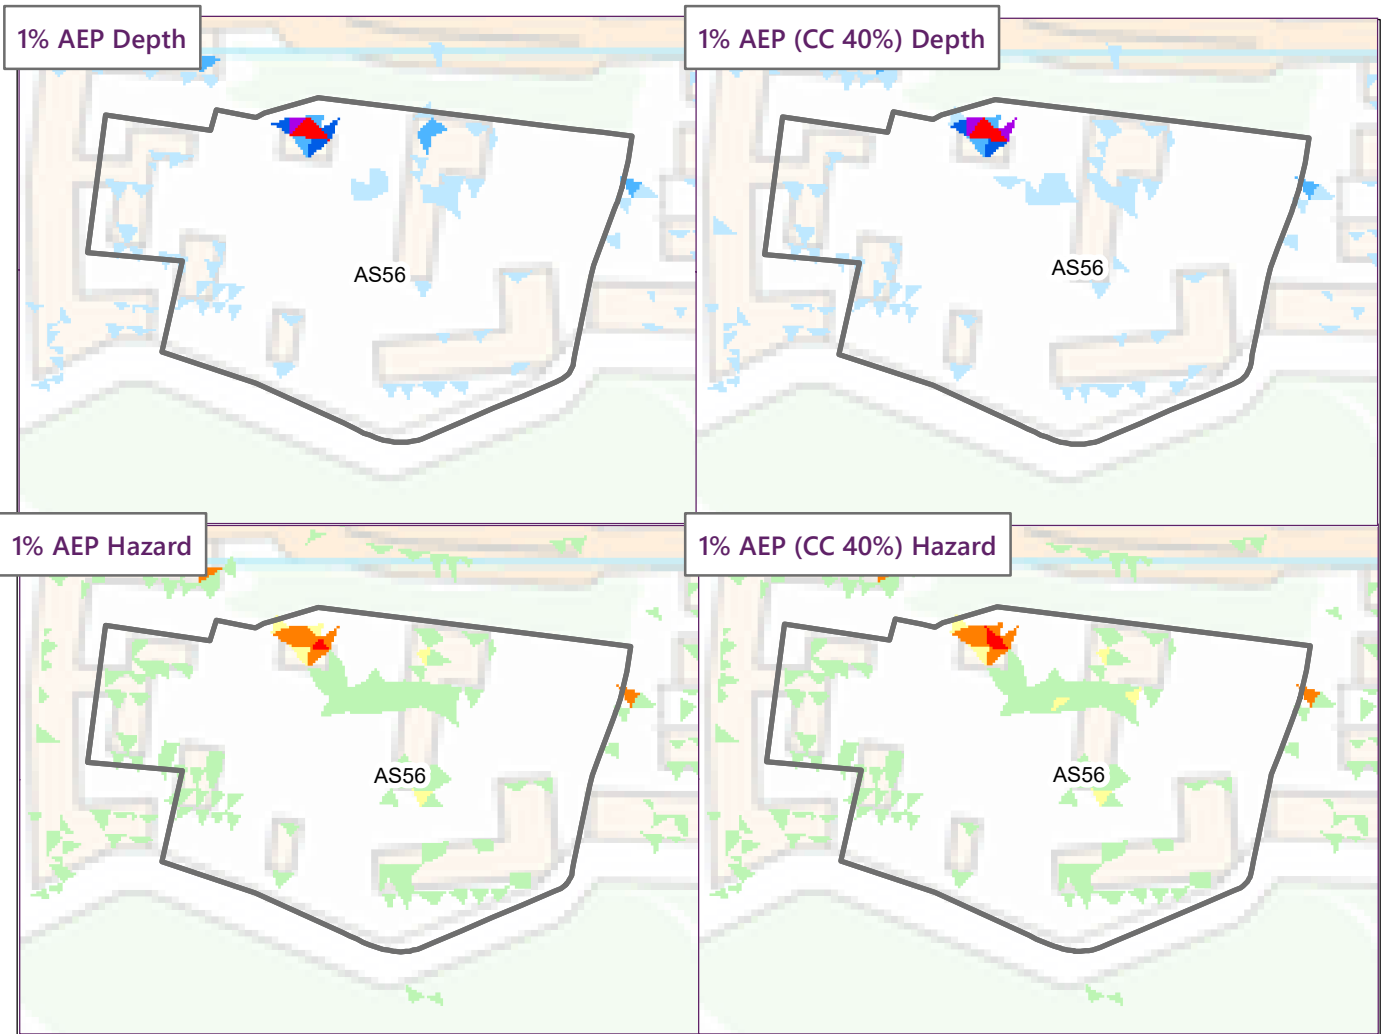 1% AEP Depth
1% AEP (CC 40%) Depth
AS56
AS56
1% AEP Hazard
1% AEP (CC 40%) Hazard
AS56
AS56